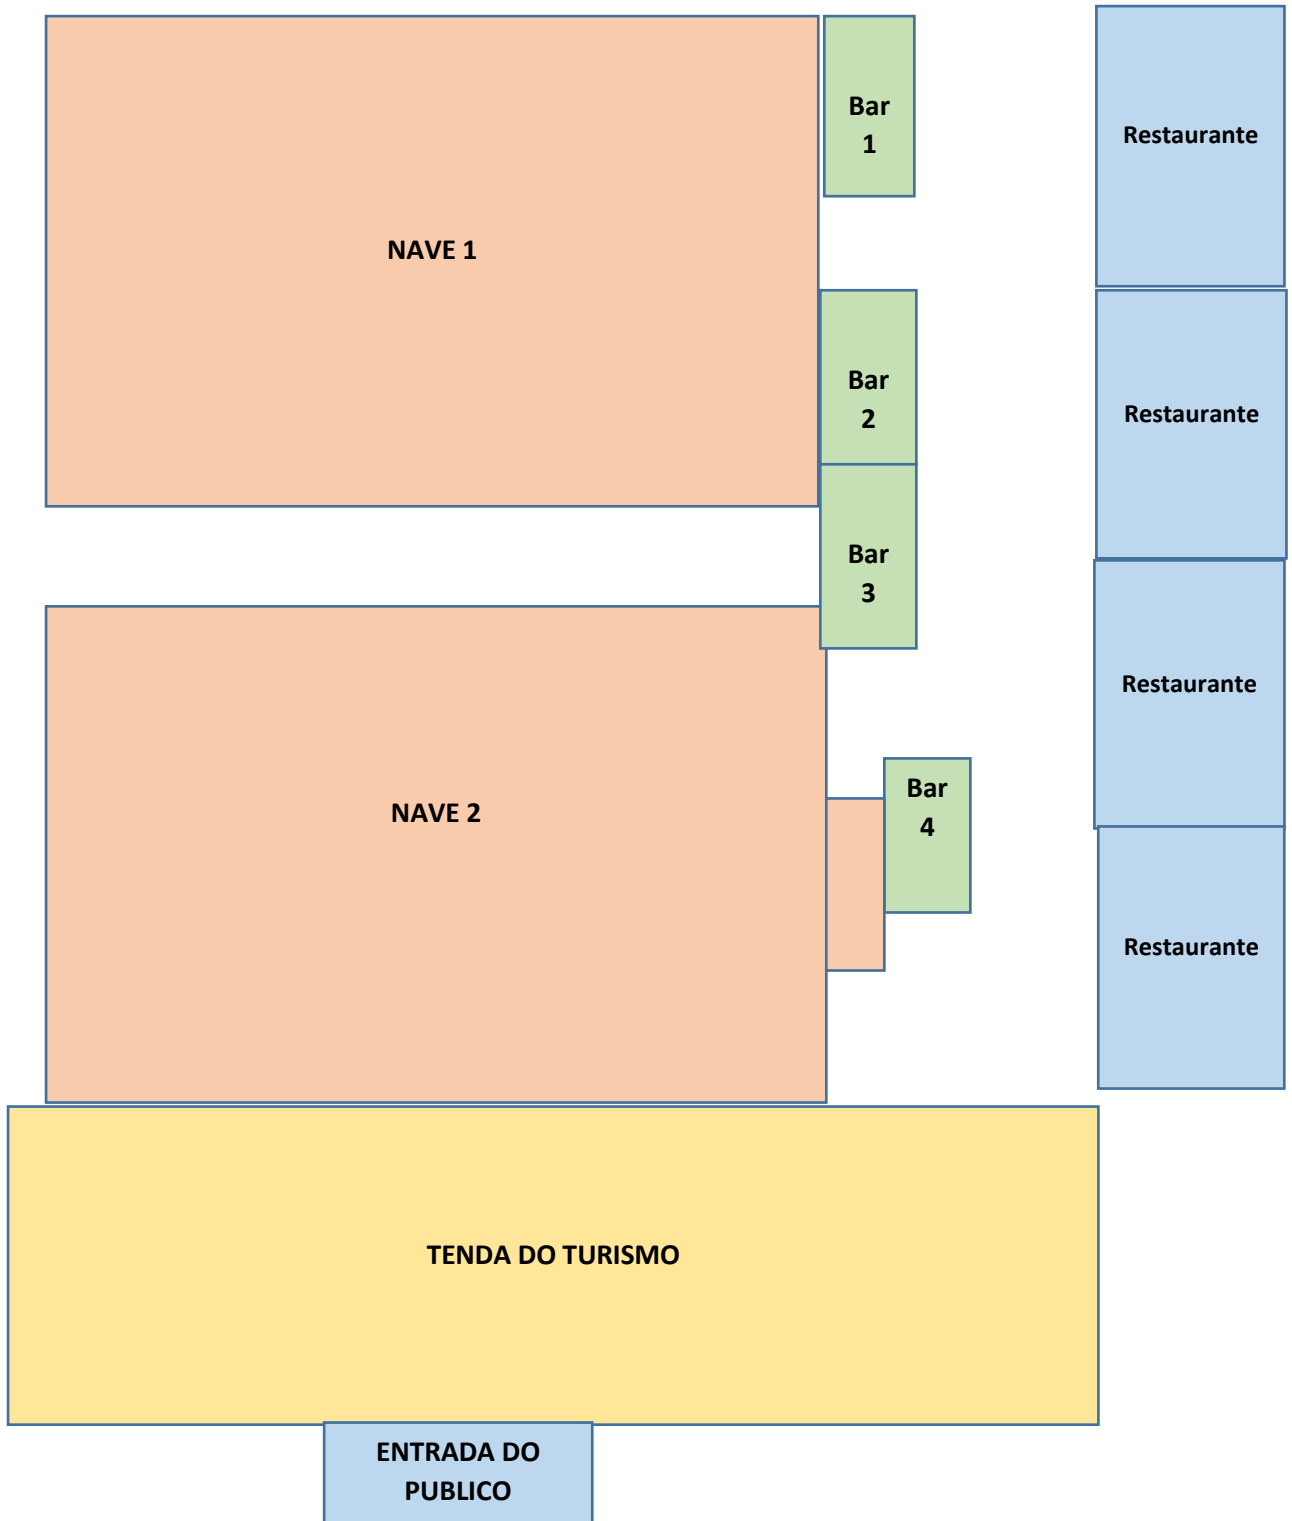 Bar
1
Restaurante
NAVE 1
Bar
2
Restaurante
Bar
3
Restaurante
NAVE 2
Bar
4
Restaurante
TENDA DO TURISMO
ENTRADA DO
PUBLICO